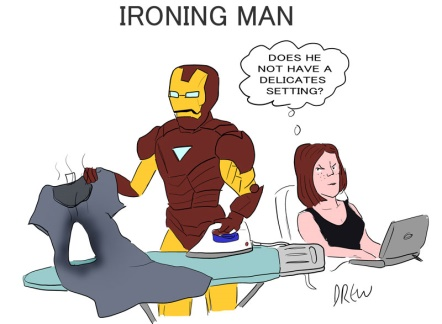 IRONING MAN
DOES HE
NOT HAVE A
DELICATES
SETTING?
DREW